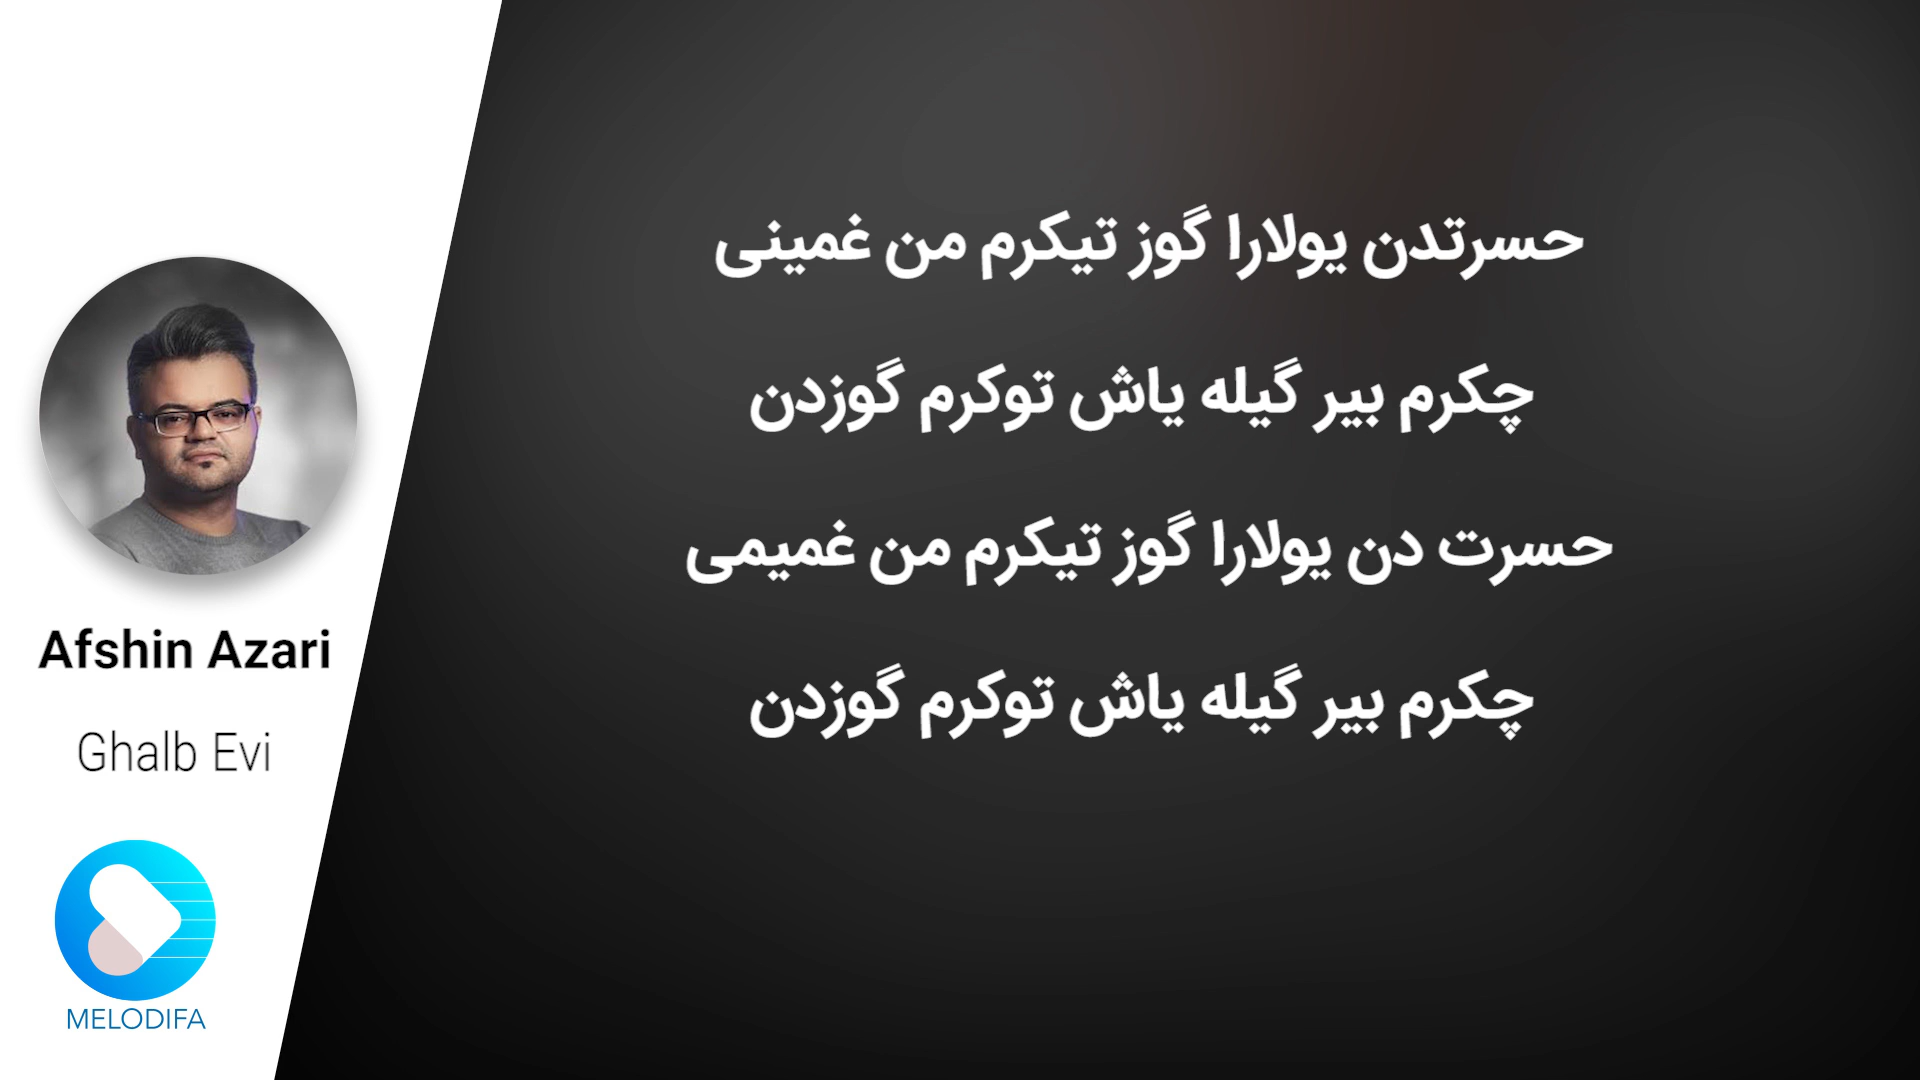 حسرتدن یولارا گوز تیکرم من غمینی
چکرم بیر گیله یاش توکرم گوزدن
حسرت دن یولارا گوز تیکرم من غمیمی
چکرم بیر گیله یاش توکرم گوزدن
Afshin Azari
Ghalb Evi
MELODIFA